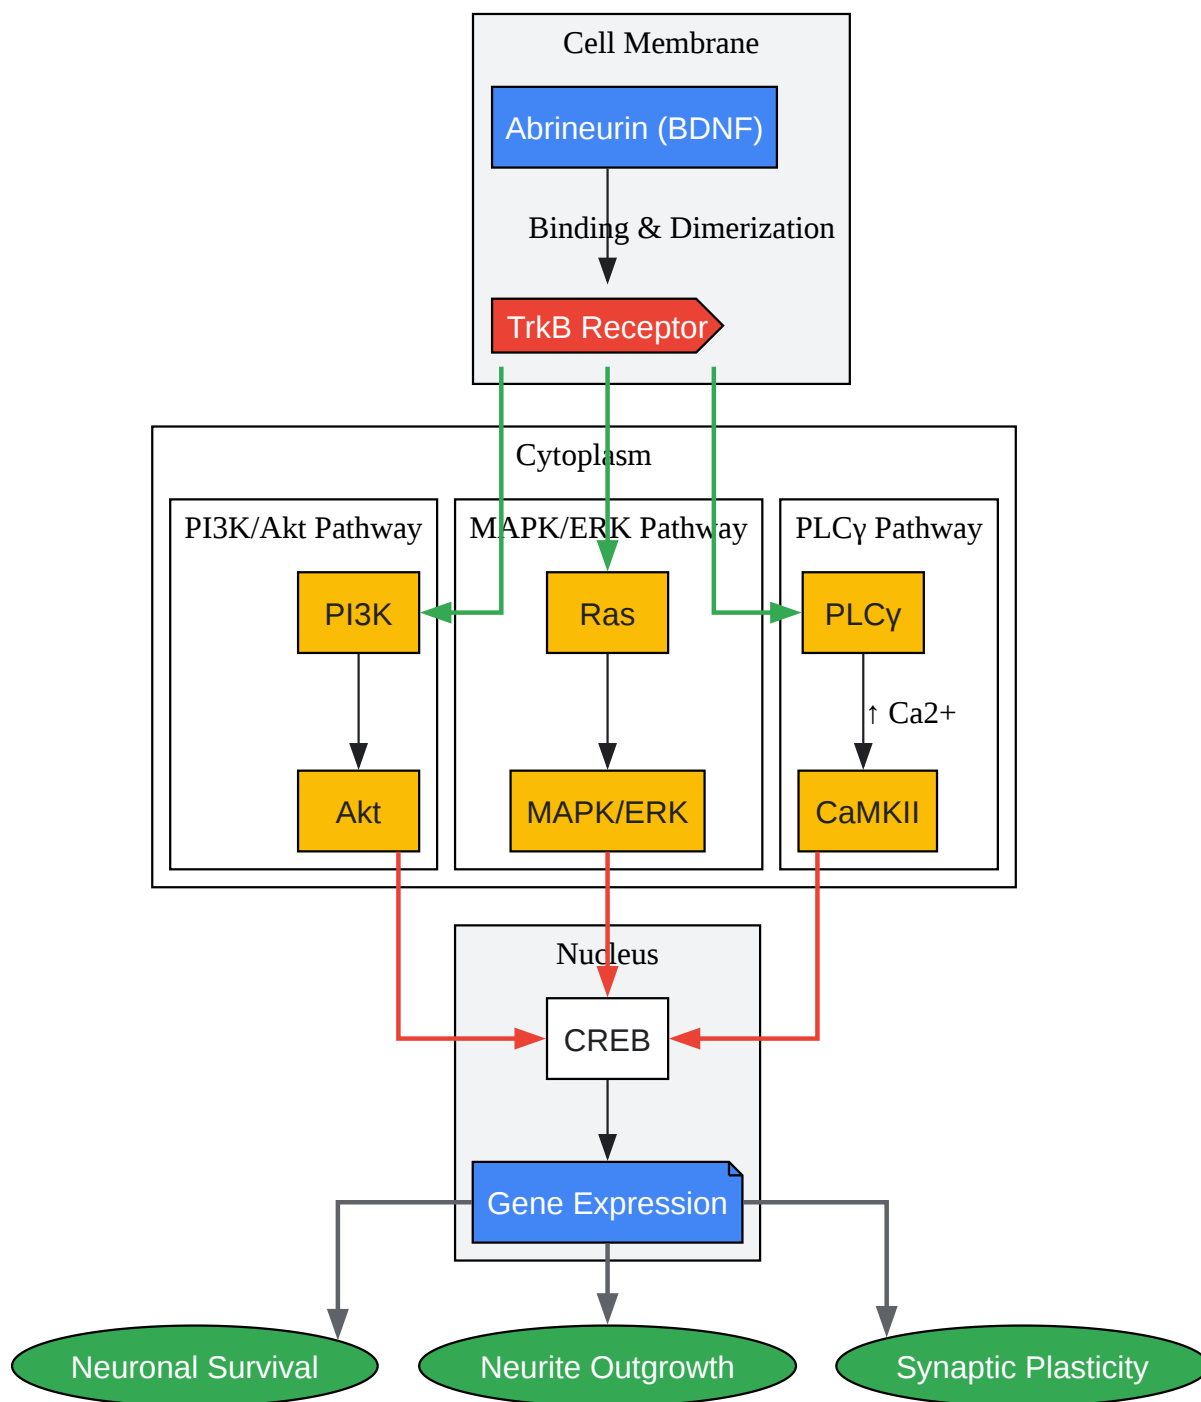 Cell Membrane
Abrineurin (BDNF)
Binding & Dimerization
TrkB Receptor
Cytoplasm
PI3K/Akt Pathway
MAPK/ERK Pathway
PLCγ Pathway
PI3K
Ras
PLCγ
↑ Ca2+
Akt
MAPK/ERK
CaMKII
Nucleus
CREB
Gene Expression
Neuronal Survival
Neurite Outgrowth
Synaptic Plasticity